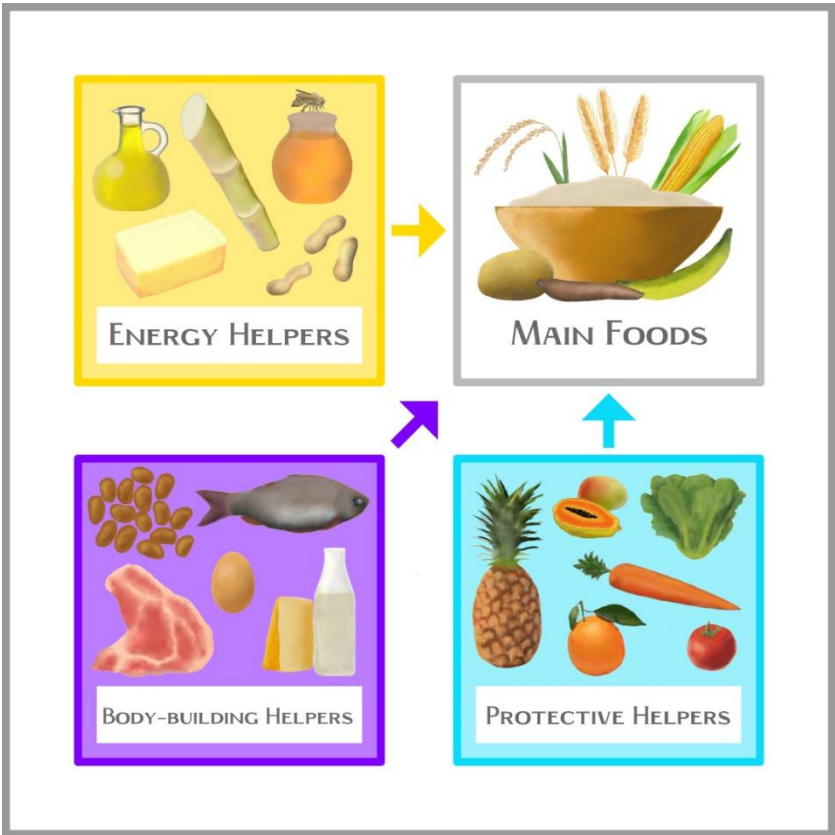 Energy Helpers
Main Foods
Body-building Helpers
Protective Helpers